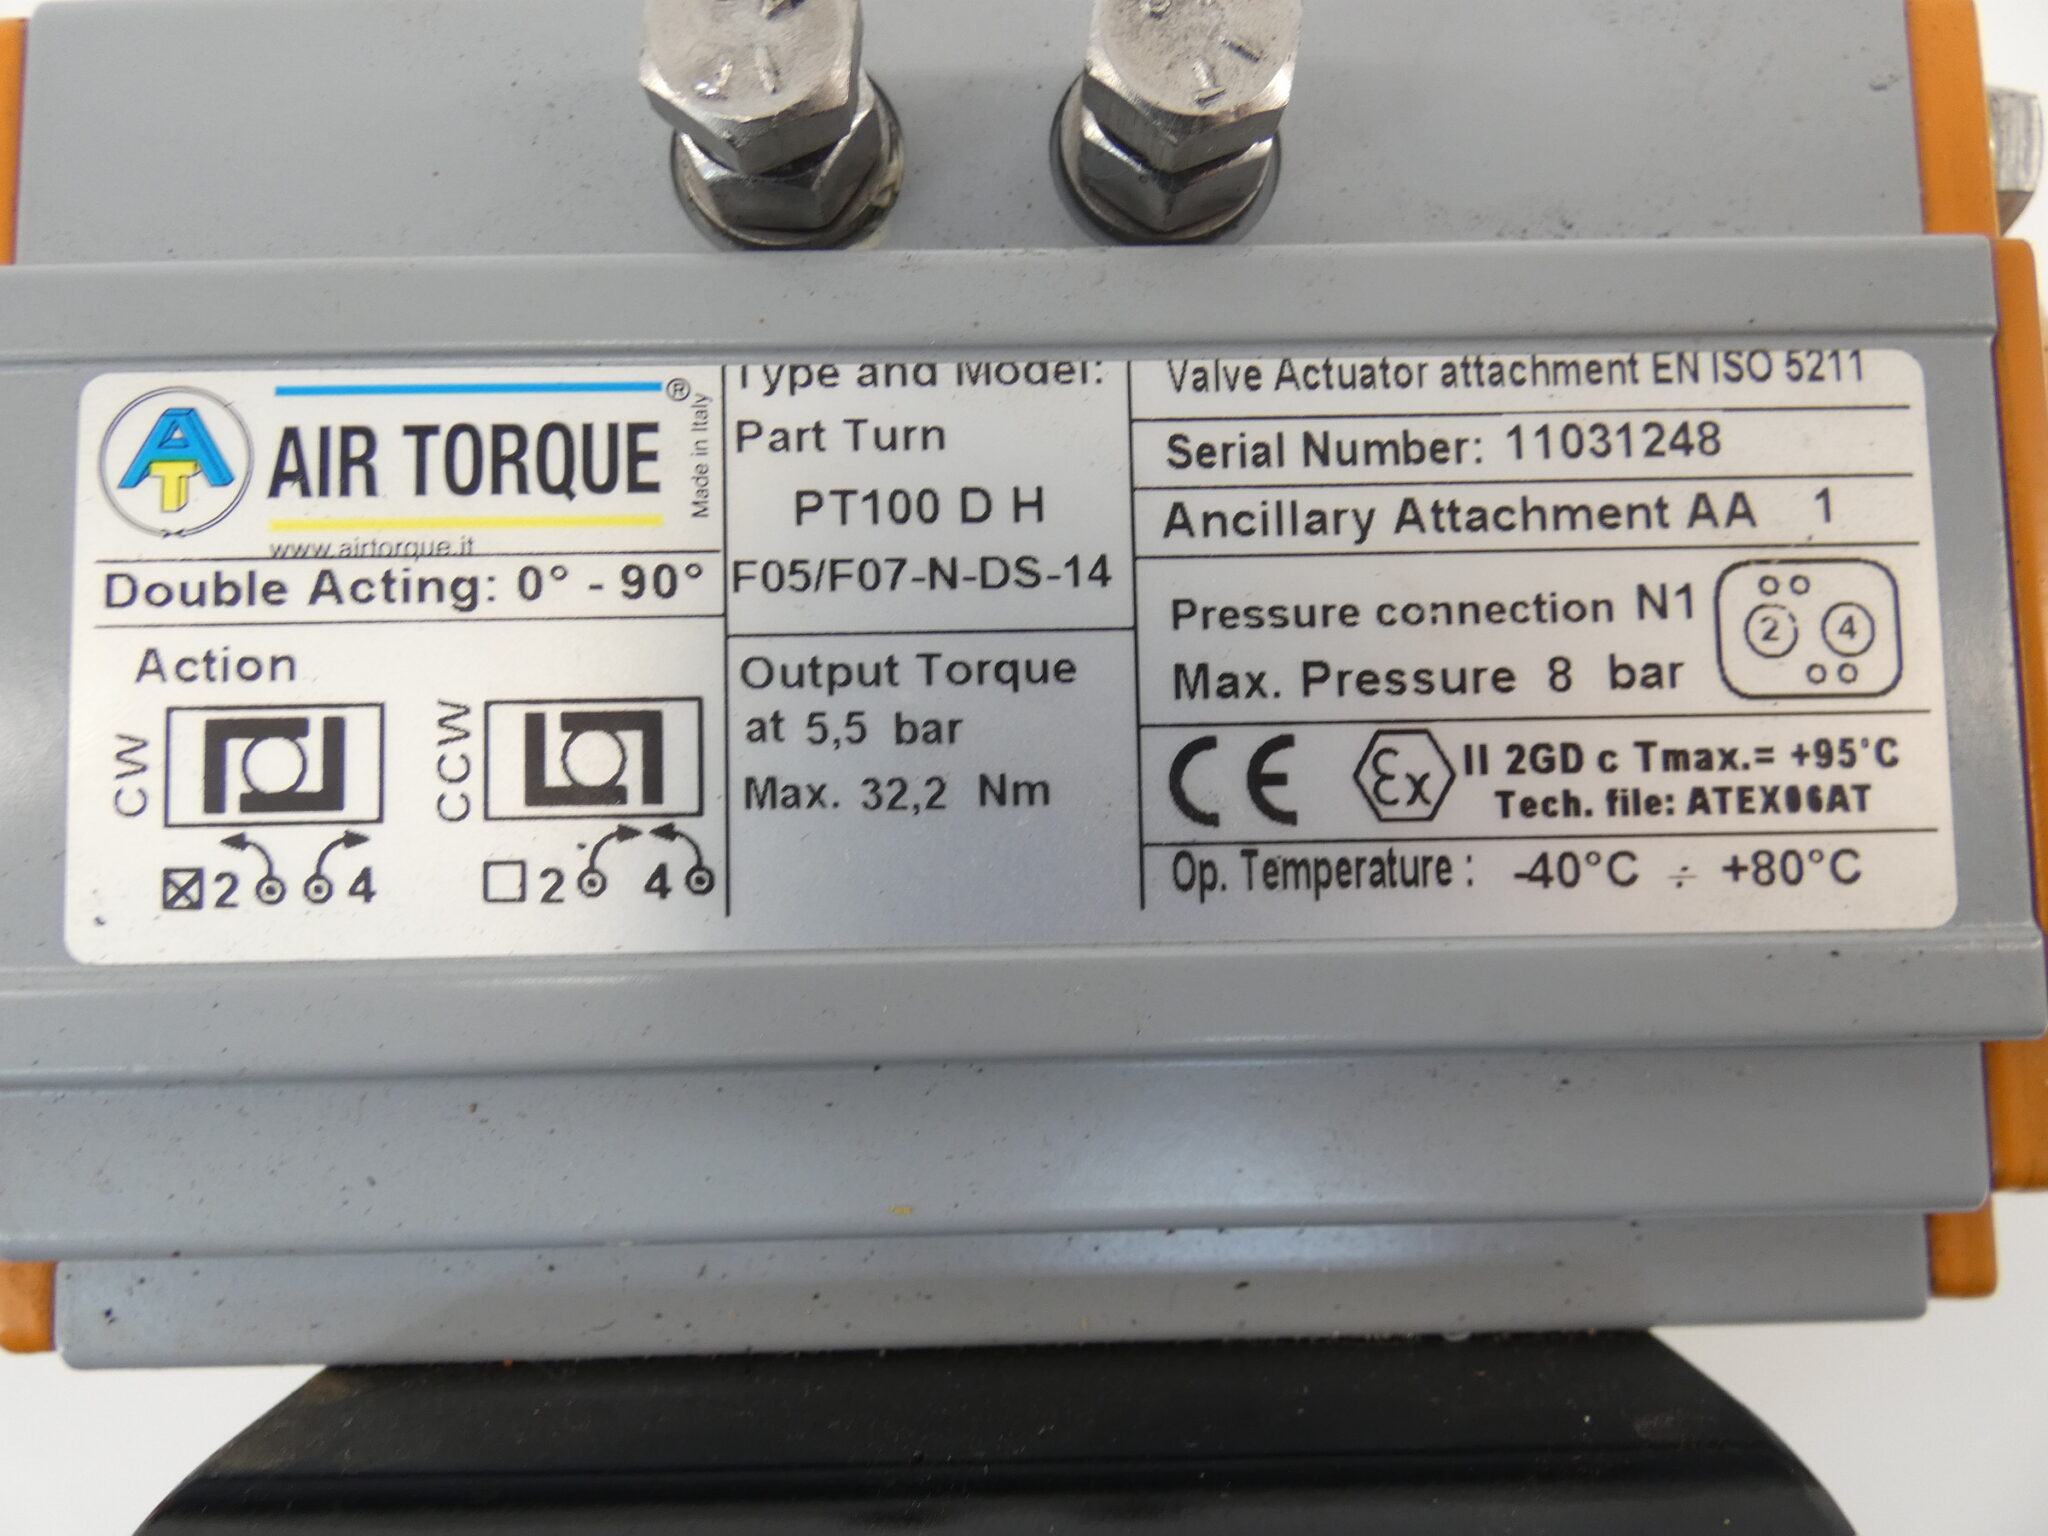 AIR TORQUE®
Made in Italy
www.airtorque.it
Double Acting: 0° - 90°
Action
CW
CCW
2 4
2 4
Type and Model:
Part Turn
PT100 D H
F05/F07-N-DS-14
Output Torque
at 5,5 bar
Max. 32,2 Nm
Valve Actuator attachment EN ISO 5211
Serial Number: 11031248
Ancillary Attachment AA 1
Pressure connection N1
2 4
Max. Pressure 8 bar
CE Ex II 2GD c Tmax.= +95°C
Tech. file: ATEX06AT
Op. Temperature : -40°C ÷ +80°C